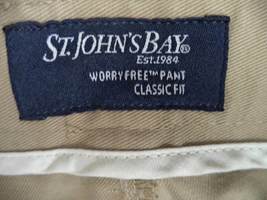 ST. JOHN'S BAY®
EST. 1984
WORRY FREE™ PANT
CLASSIC FIT